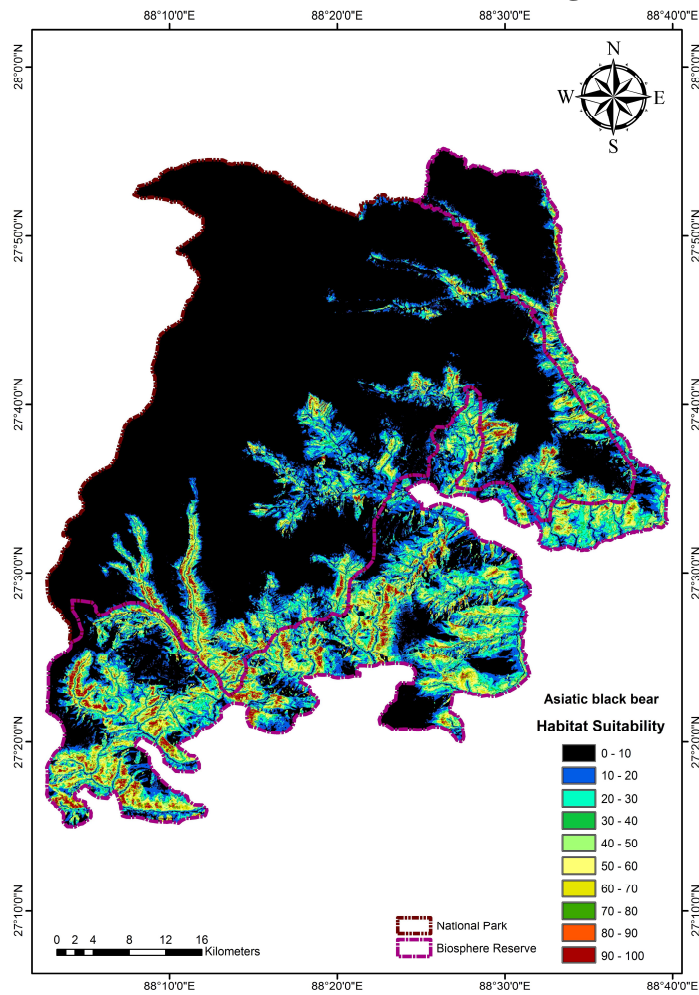 88°10'0"E 88°20'0"E 88°30'0"E 88°40'0"E
28°0'0"N 28°0'0"N
N
W E
S
27°50'0"N 27°50'0"N
27°40'0"N 27°40'0"N
27°30'0"N 27°30'0"N
Asiatic black bear
Habitat Suitability
27°20'0"N 27°20'0"N
0 - 10
10 - 20
20 - 30
30 - 40
40 - 50
50 - 60
60 - 70
70 - 80
80 - 90
90 - 100
27°10'0"N 27°10'0"N
National Park
Biosphere Reserve
0 2 4 8 12 16
Kilometers
88°10'0"E 88°20'0"E 88°30'0"E 88°40'0"E